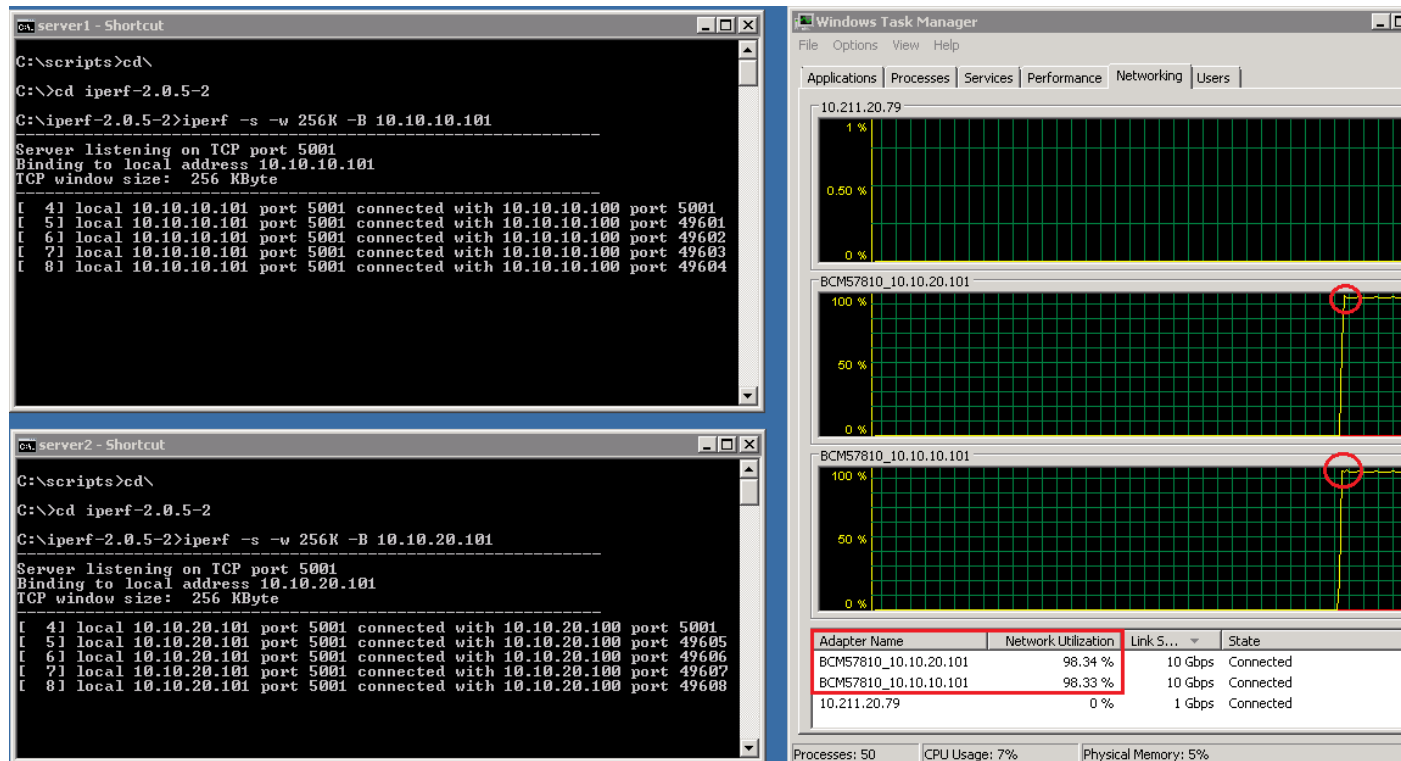 server1 - Shortcut
C:\scripts>cd\
C:\>cd iperf-2.0.5-2
C:\iperf-2.0.5-2>iperf -s -w 256K -B 10.10.10.101
------------------------------------------------------------
Server listening on TCP port 5001
Binding to local address 10.10.10.101
TCP window size:  256 KByte
------------------------------------------------------------
[  4] local 10.10.10.101 port 5001 connected with 10.10.10.100 port 5001
[  5] local 10.10.10.101 port 5001 connected with 10.10.10.100 port 49601
[  6] local 10.10.10.101 port 5001 connected with 10.10.10.100 port 49602
[  7] local 10.10.10.101 port 5001 connected with 10.10.10.100 port 49603
[  8] local 10.10.10.101 port 5001 connected with 10.10.10.100 port 49604
server2 - Shortcut
C:\scripts>cd\
C:\>cd iperf-2.0.5-2
C:\iperf-2.0.5-2>iperf -s -w 256K -B 10.10.20.101
------------------------------------------------------------
Server listening on TCP port 5001
Binding to local address 10.10.20.101
TCP window size:  256 KByte
------------------------------------------------------------
[  4] local 10.10.20.101 port 5001 connected with 10.10.20.100 port 5001
[  5] local 10.10.20.101 port 5001 connected with 10.10.20.100 port 49605
[  6] local 10.10.20.101 port 5001 connected with 10.10.20.100 port 49606
[  7] local 10.10.20.101 port 5001 connected with 10.10.20.100 port 49607
[  8] local 10.10.20.101 port 5001 connected with 10.10.20.100 port 49608
Windows Task Manager
File Options View Help
Applications Processes Services Performance Networking Users
10.211.20.79
1 %
0.50 %
0 %
BCM57810_10.10.20.101
100 %
50 %
0 %
BCM57810_10.10.10.101
100 %
50 %
0 %
Adapter Name Network Utilization Link S... State
BCM57810_10.10.20.101 98.34 % 10 Gbps Connected
BCM57810_10.10.10.101 98.33 % 10 Gbps Connected
10.211.20.79 0 % 1 Gbps Connected
Processes: 50 CPU Usage: 7% Physical Memory: 5%